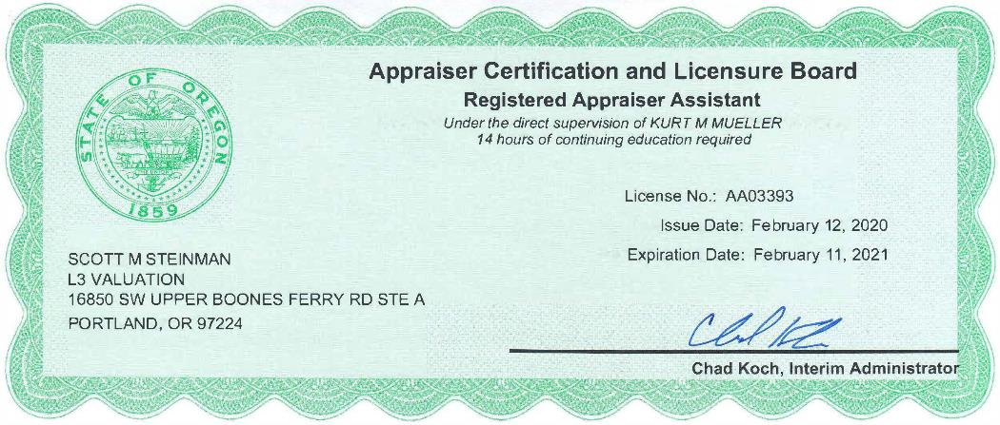 Appraiser Certification and Licensure Board
Registered Appraiser Assistant
Under the direct supervision of KURT M MUELLER
14 hours of continuing education required
STATE OF OREGON
THE UNION
1859
License No.: AA03393
Issue Date: February 12, 2020
Expiration Date: February 11, 2021
SCOTT M STEINMAN
L3 VALUATION
16850 SW UPPER BOONES FERRY RD STE A
PORTLAND, OR 97224
Chad Koch, Interim Administrator